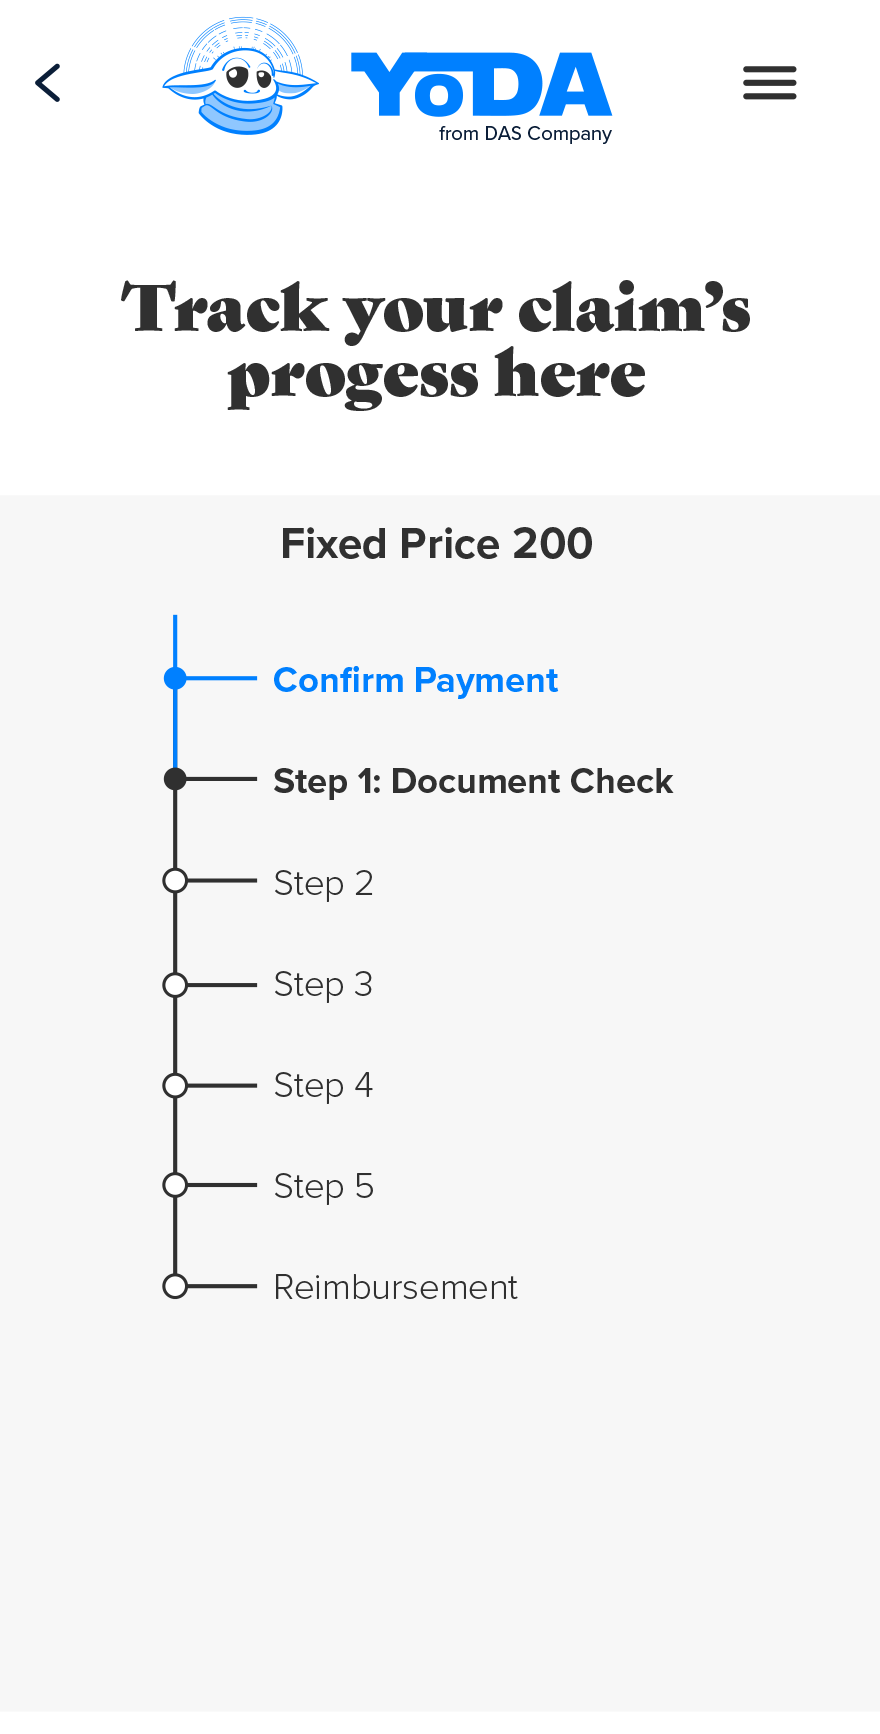 YoDA
from DAS Company
Track your claim’s
progess here
Fixed Price 200
Confirm Payment
Step 1: Document Check
Step 2
Step 3
Step 4
Step 5
Reimbursement